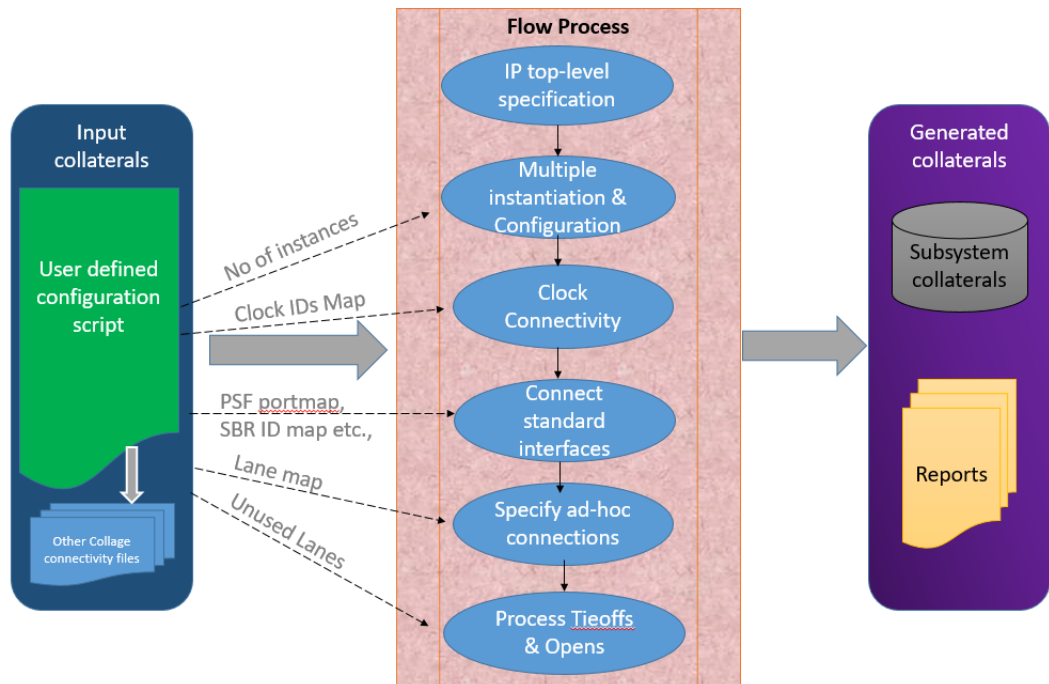 Flow Process
Input
collaterals
User defined
configuration
script
Other Collage
connectivity files
No of instances
Clock IDs Map
PSF portmap,
SBR ID map etc.,
Lane map
Unused Lanes
IP top-level
specification
Multiple
instantiation &
Configuration
Clock
Connectivity
Connect
standard
interfaces
Specify ad-hoc
connections
Process Tieoffs
& Opens
Generated
collaterals
Subsystem
collaterals
Reports